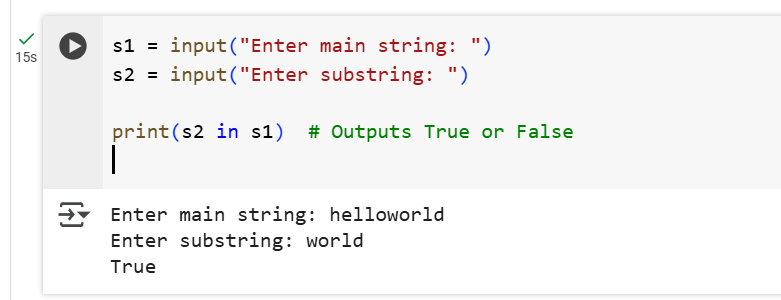 s1 = input("Enter main string: ")
15s
s2 = input("Enter substring: ")
print(s2 in s1)  # Outputs True or False
Enter main string: helloworld
Enter substring: world
True